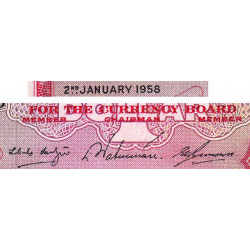 2ND JANUARY 1958
FOR THE CURRENCY BOARD
MEMBER CHAIRMAN MEMBER